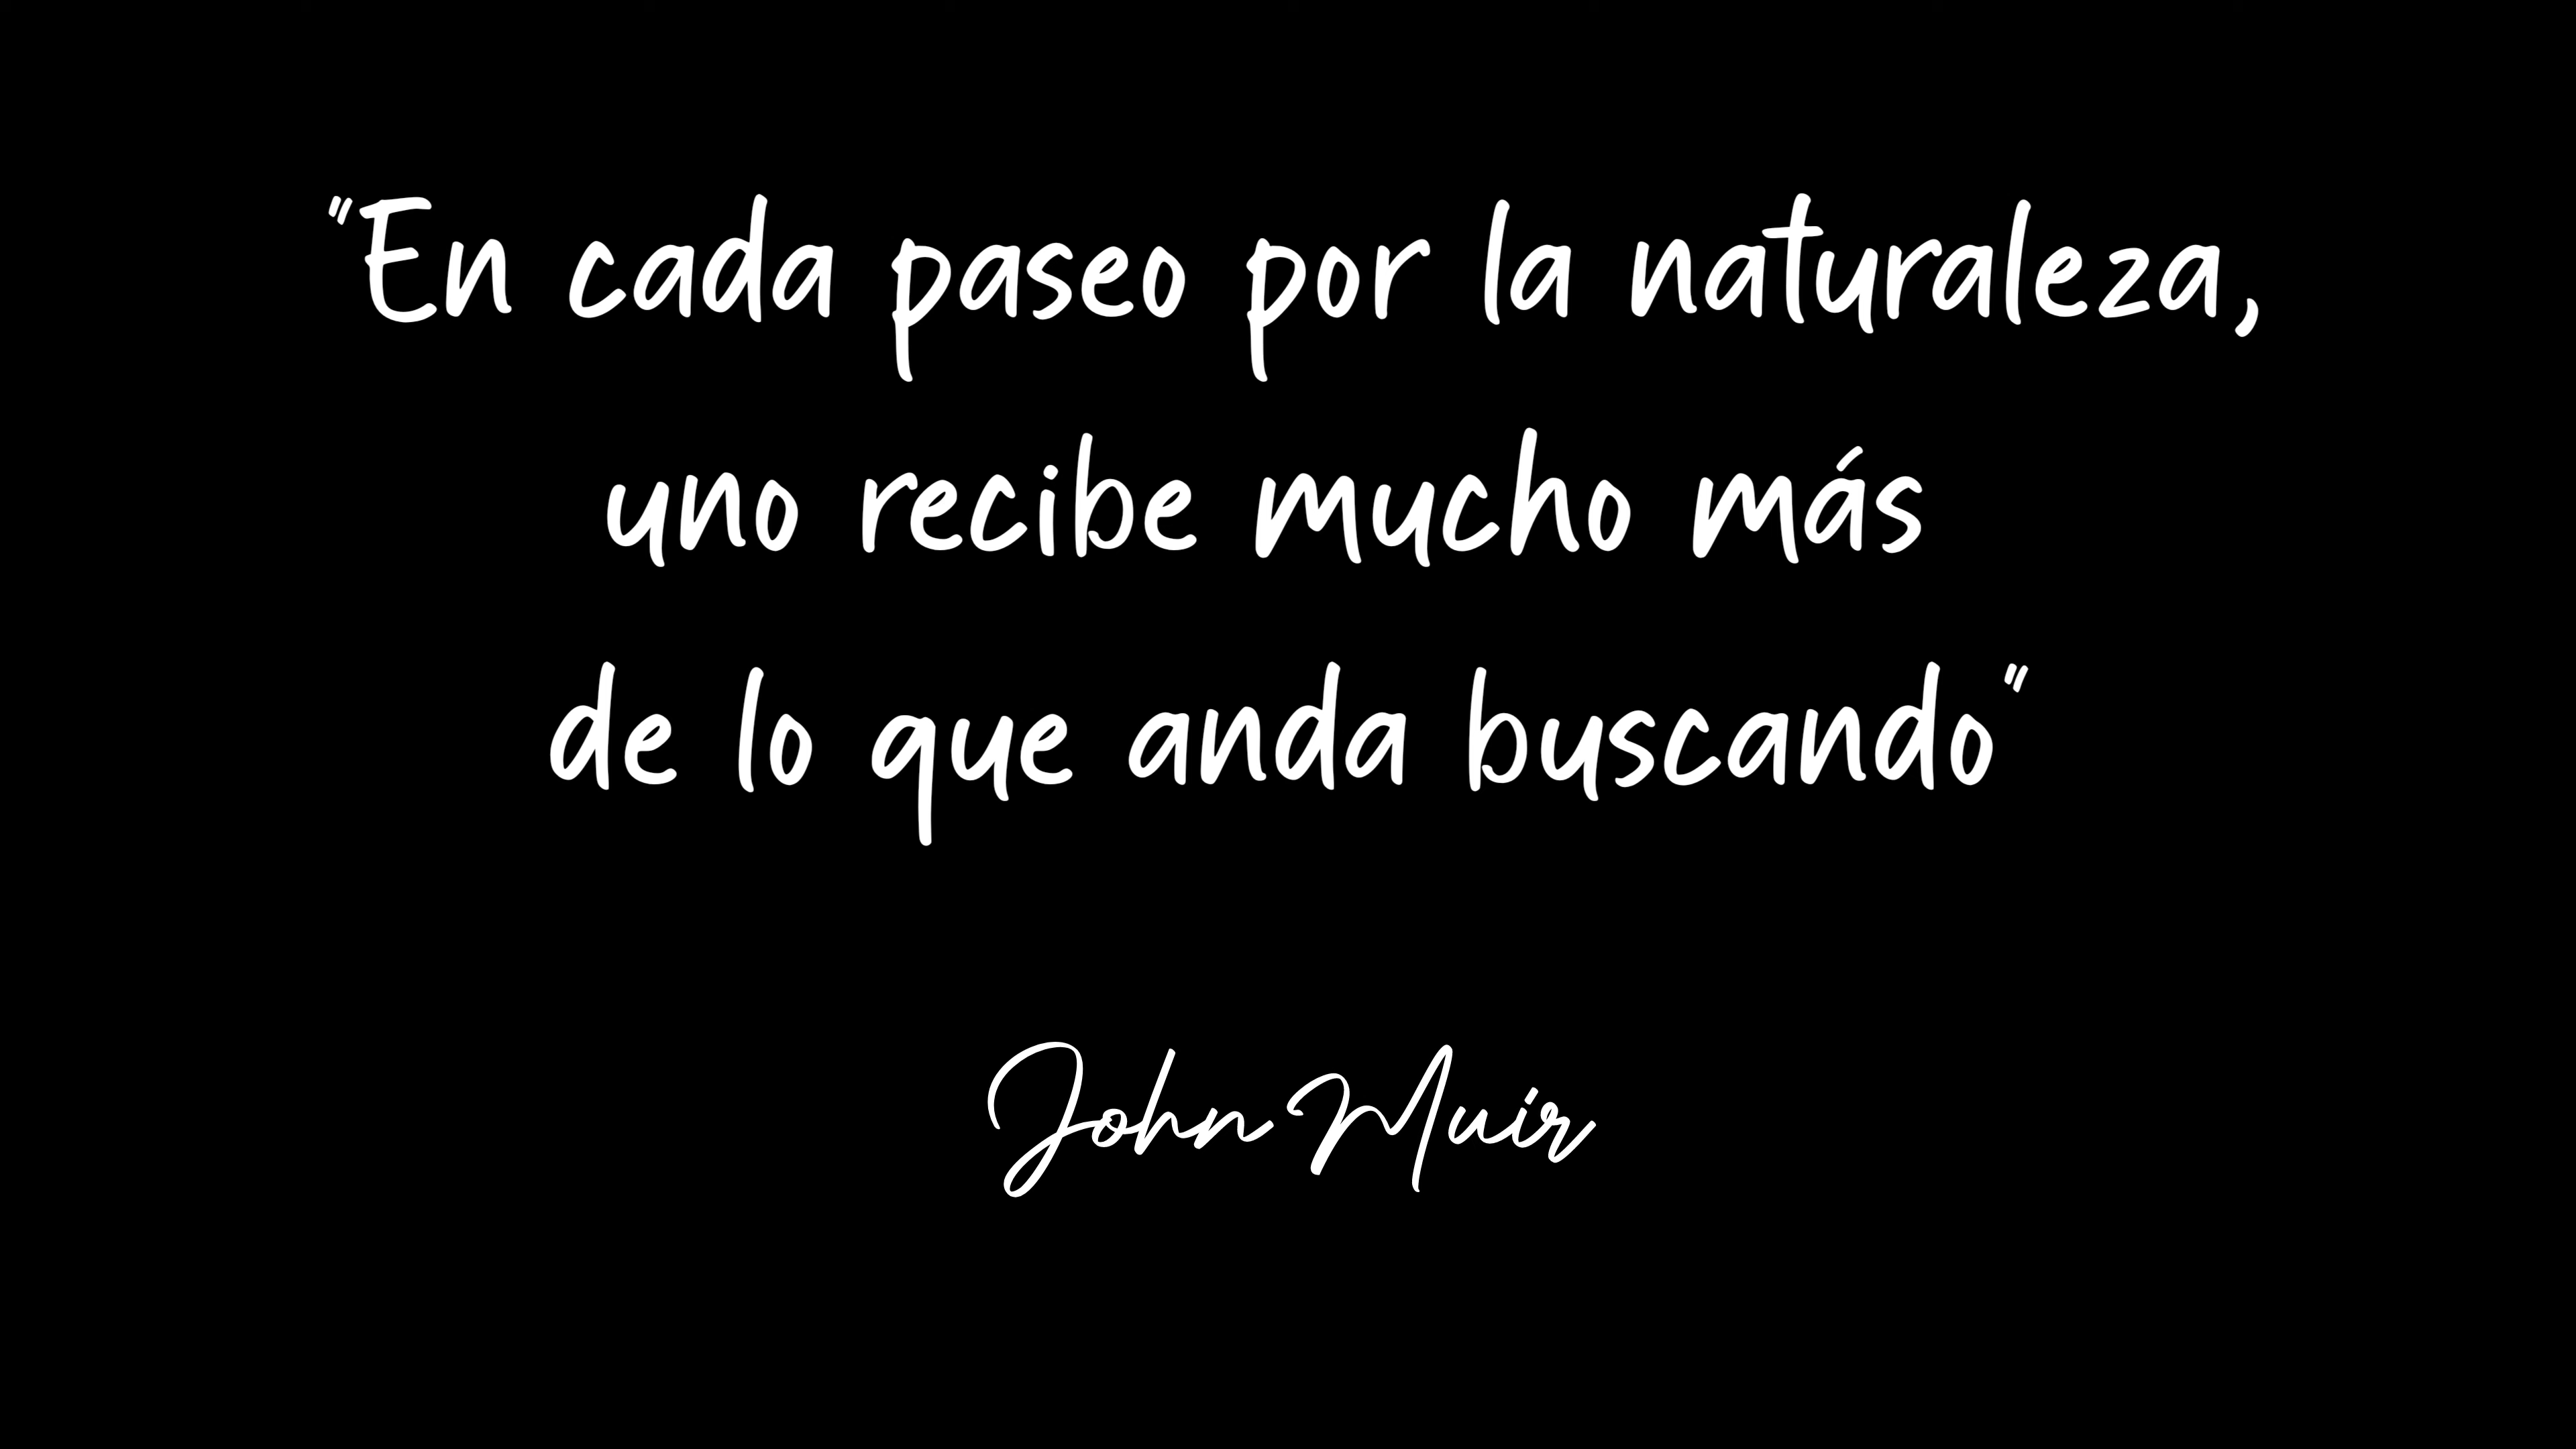 "En cada paseo por la naturaleza,
uno recibe mucho más
de lo que anda buscando"
John Muir